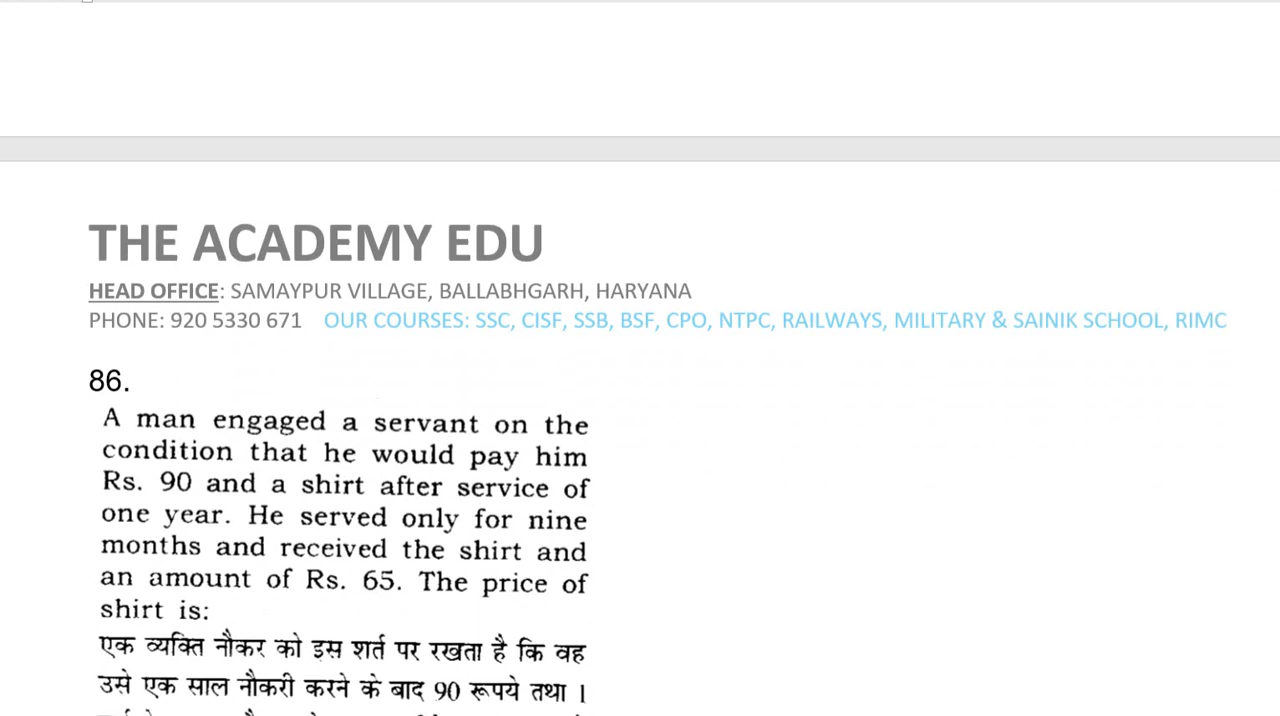 THE ACADEMY EDU
HEAD OFFICE: SAMAYPUR VILLAGE, BALLABHGARH, HARYANA
PHONE: 920 5330 671 OUR COURSES: SSC, CISF, SSB, BSF, CPO, NTPC, RAILWAYS, MILITARY & SAINIK SCHOOL, RIMC
86.
A man engaged a servant on the
condition that he would pay him
Rs. 90 and a shirt after service of
one year. He served only for nine
months and received the shirt and
an amount of Rs. 65. The price of
shirt is:
एक व्यक्ति नौकर को इस शर्त पर रखता है कि वह
उसे एक साल नौकरी करने के बाद 90 रूपये तथा 1